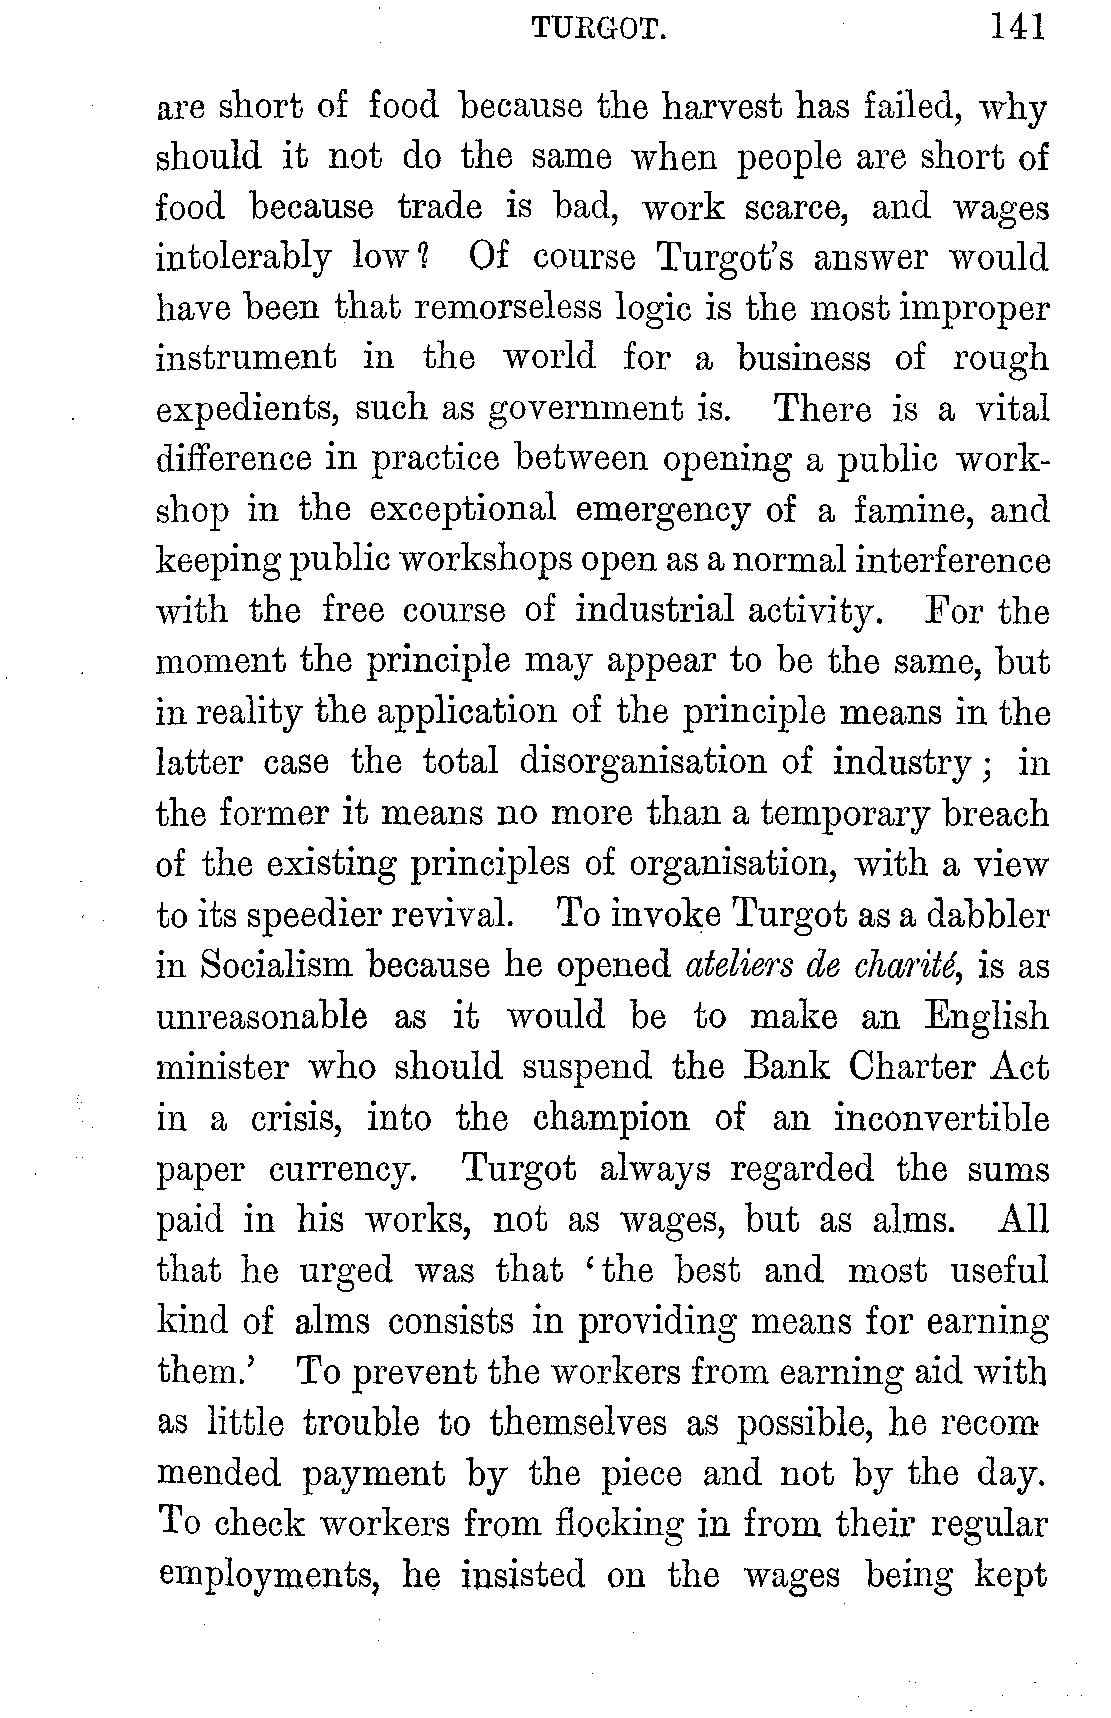 TURGOT. 141
are short of food because the harvest has failed, why
should it not do the same when people are short of
food because trade is bad, work scarce, and wages
intolerably low? Of course Turgot's answer would
have been that remorseless logic is the most improper
instrument in the world for a business of rough
expedients, such as government is. There is a vital
difference in practice between opening a public work-
shop in the exceptional emergency of a famine, and
keeping public workshops open as a normal interference
with the free course of industrial activity. For the
moment the principle may appear to be the same, but
in reality the application of the principle means in the
latter case the total disorganisation of industry; in
the former it means no more than a temporary breach
of the existing principles of organisation, with a view
to its speedier revival. To invoke Turgot as a dabbler
in Socialism because he opened ateliers de charité, is as
unreasonable as it would be to make an English
minister who should suspend the Bank Charter Act
in a crisis, into the champion of an inconvertible
paper currency. Turgot always regarded the sums
paid in his works, not as wages, but as alms. All
that he urged was that 'the best and most useful
kind of alms consists in providing means for earning
them.' To prevent the workers from earning aid with
as little trouble to themselves as possible, he recom
mended payment by the piece and not by the day.
To check workers from flocking in from their regular
employments, he insisted on the wages being kept